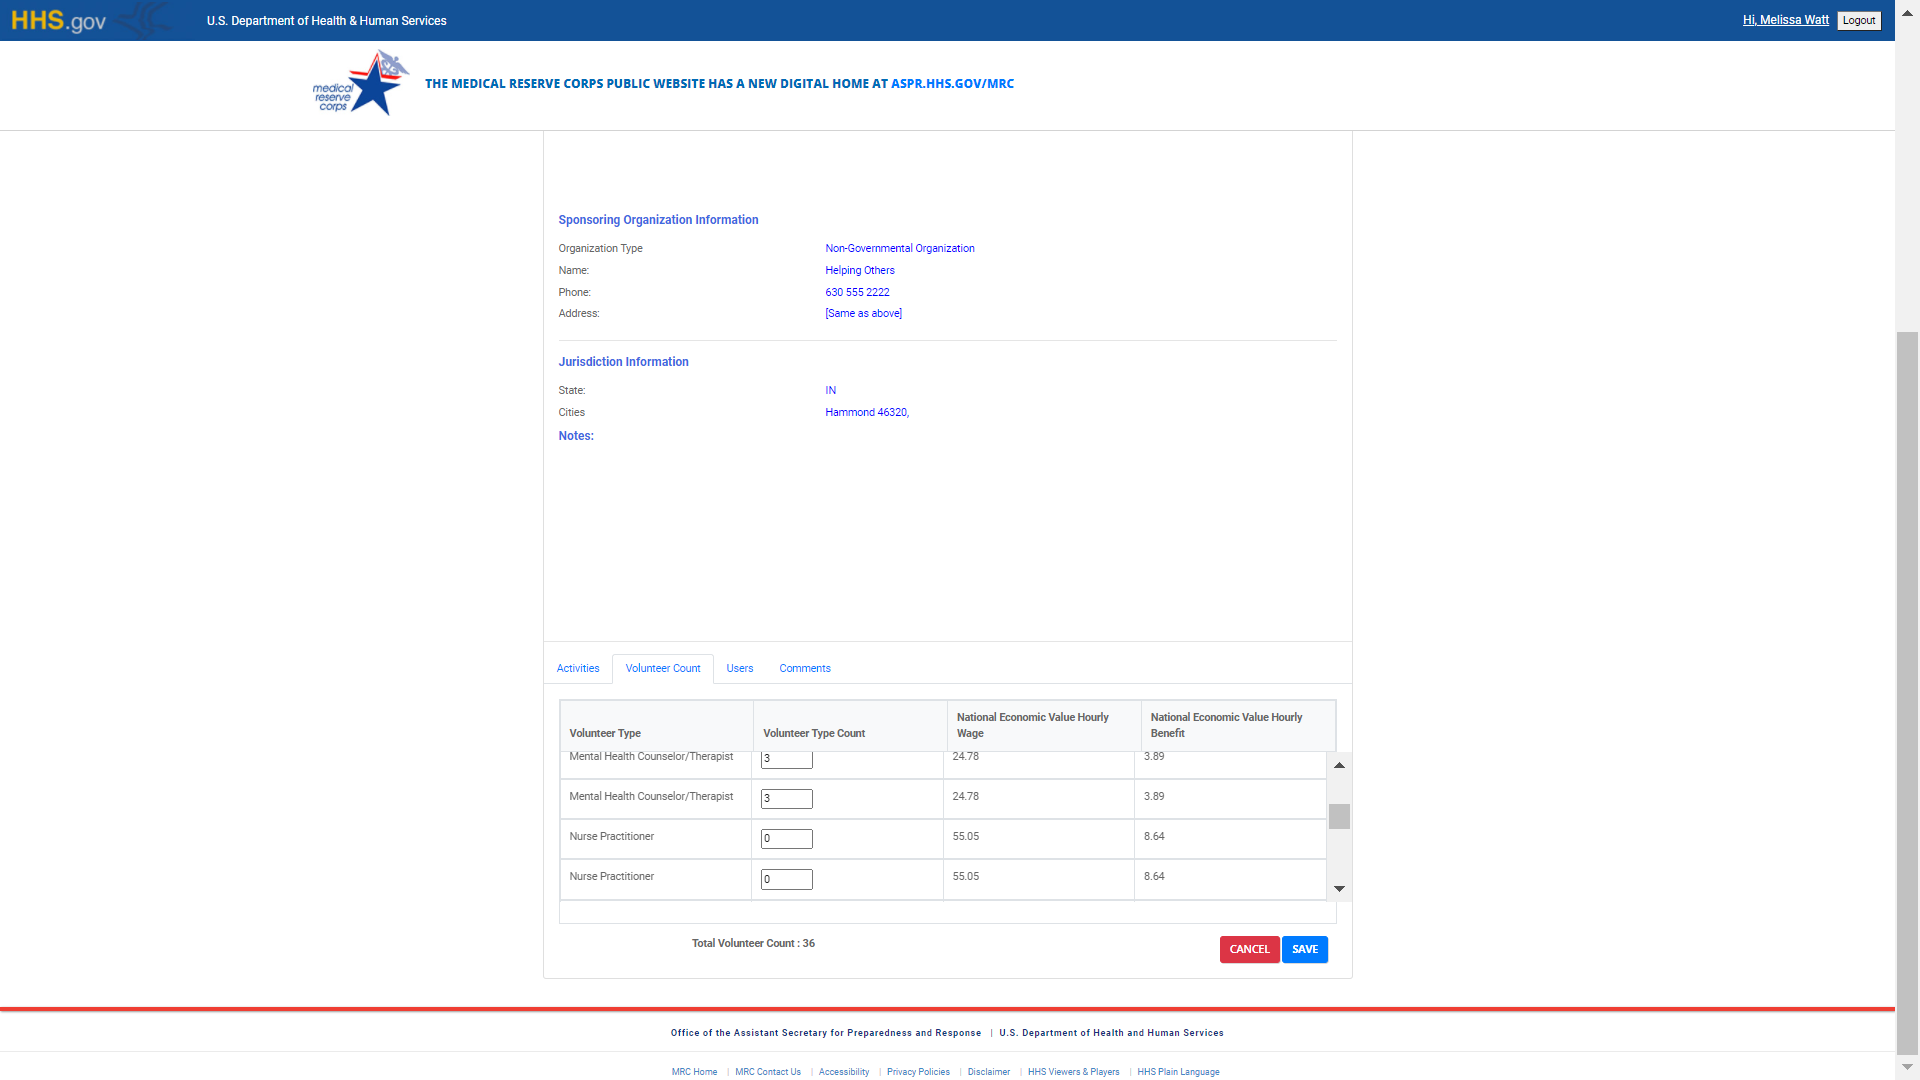 HHS.gov
U.S. Department of Health & Human Services
Hi, Melissa Watt
Logout
medical
reserve
corps
THE MEDICAL RESERVE CORPS PUBLIC WEBSITE HAS A NEW DIGITAL HOME AT ASPR.HHS.GOV/MRC
Sponsoring Organization Information
Organization Type Non-Governmental Organization
Name: Helping Others
Phone: 630 555 2222
Address: [Same as above]
Jurisdiction Information
State: IN
Cities Hammond 46320,
Notes:
Activities Volunteer Count Users Comments
Volunteer Type Volunteer Type Count National Economic Value Hourly Wage National Economic Value Hourly Benefit
Mental Health Counselor/Therapist 3 24.78 3.89
Mental Health Counselor/Therapist 3 24.78 3.89
Nurse Practitioner 0 55.05 8.64
Nurse Practitioner 0 55.05 8.64
Total Volunteer Count : 36
CANCEL SAVE
Office of the Assistant Secretary for Preparedness and Response | U.S. Department of Health and Human Services
MRC Home | MRC Contact Us | Accessibility | Privacy Policies | Disclaimer | HHS Viewers & Players | HHS Plain Language